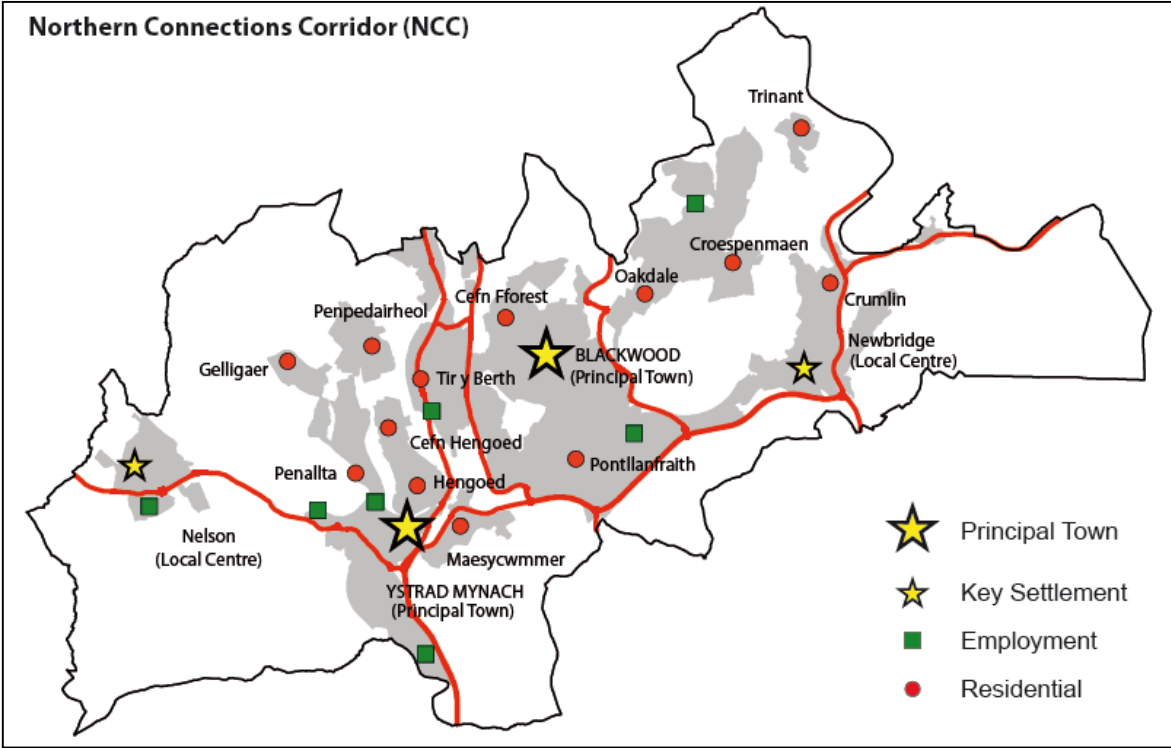 Northern Connections Corridor (NCC)
Trinant
Croespenmaen
Oakdale
Cefn Fforest
Crumlin
Penpedairheol
Newbridge
(Local Centre)
BLACKWOOD
(Principal Town)
Gelligaer
Tir y Berth
Cefn Hengoed
Pontllanfraith
Penallta
Hengoed
Nelson
(Local Centre)
Maesycwmmer
YSTRAD MYNACH
(Principal Town)
Principal Town
Key Settlement
Employment
Residential